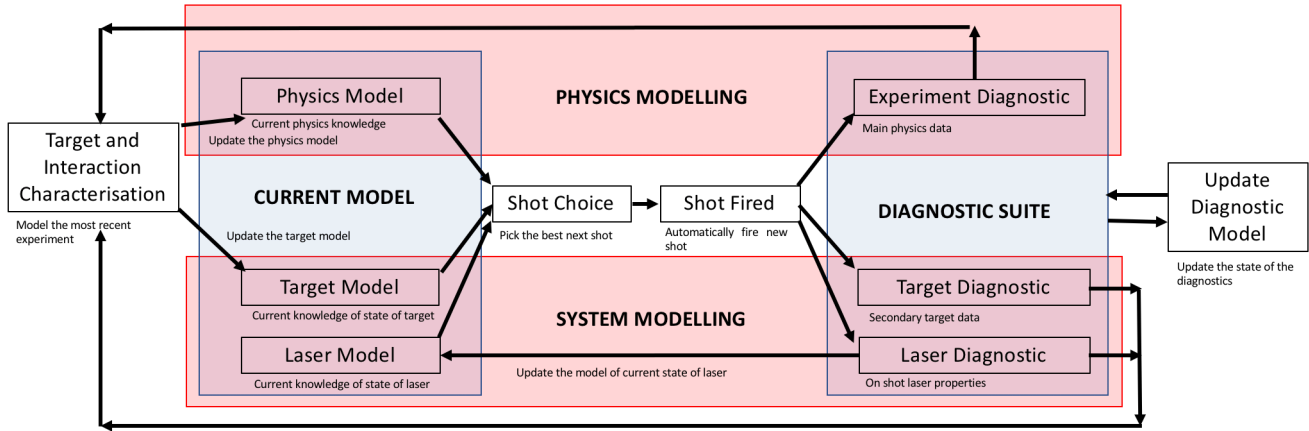 Physics Model
Current physics knowledge
Update the physics model
PHYSICS MODELLING
Experiment Diagnostic
Main physics data
Target and
Interaction
Characterisation
Model the most recent
experiment
CURRENT MODEL
Update the target model
Shot Choice
Pick the best next shot
Shot Fired
Automatically fire new
shot
DIAGNOSTIC SUITE
Update
Diagnostic
Model
Update the state of the
diagnostics
Target Model
Current knowledge of state of target
SYSTEM MODELLING
Target Diagnostic
Secondary target data
Laser Model
Current knowledge of state of laser
Update the model of current state of laser
Laser Diagnostic
On shot laser properties